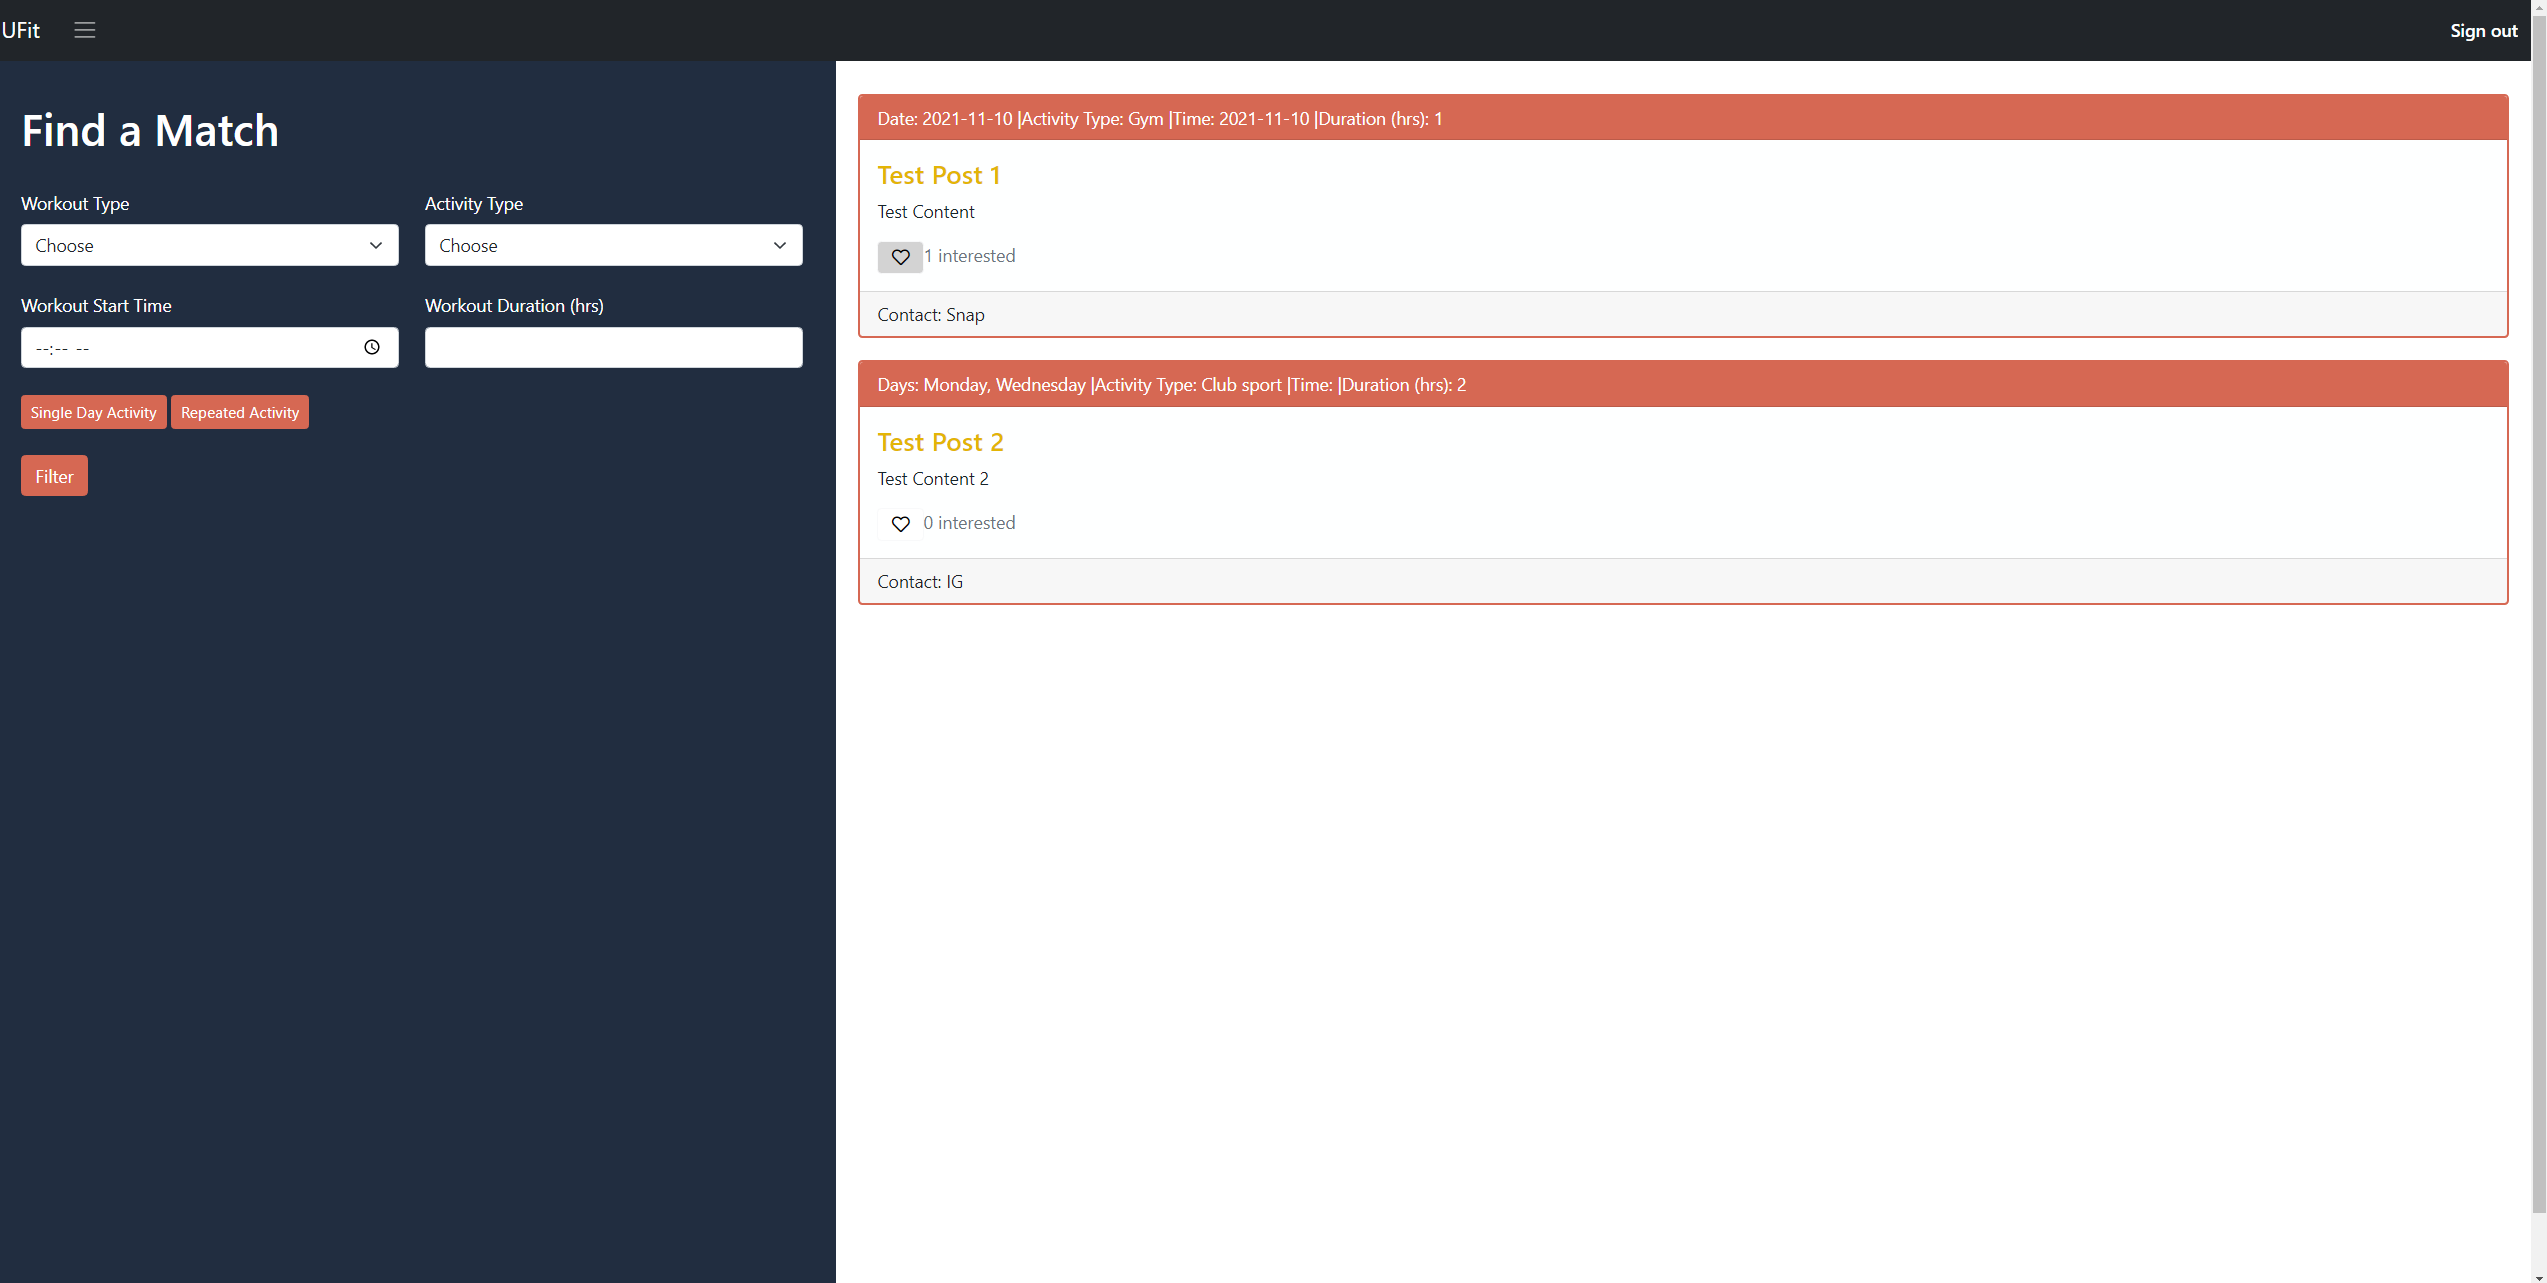 UFit
Sign out
Find a Match
Workout Type
Activity Type
Choose
Choose
Workout Start Time
Workout Duration (hrs)
--:-- --
Single Day Activity
Repeated Activity
Filter
Date: 2021-11-10 |Activity Type: Gym |Time: 2021-11-10 |Duration (hrs): 1
Test Post 1
Test Content
1 interested
Contact: Snap
Days: Monday, Wednesday |Activity Type: Club sport |Time: |Duration (hrs): 2
Test Post 2
Test Content 2
0 interested
Contact: IG